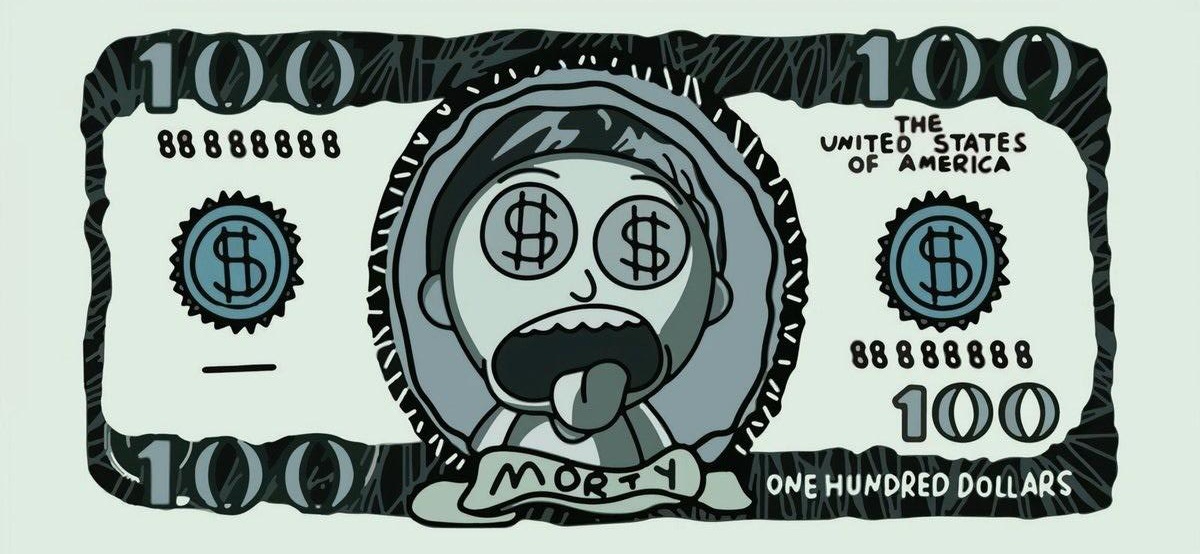 100
100
88888888
THE
UNITED STATES
OF AMERICA
$
$
$
$
88888888
100
100
MORTY
ONE HUNDRED DOLLARS